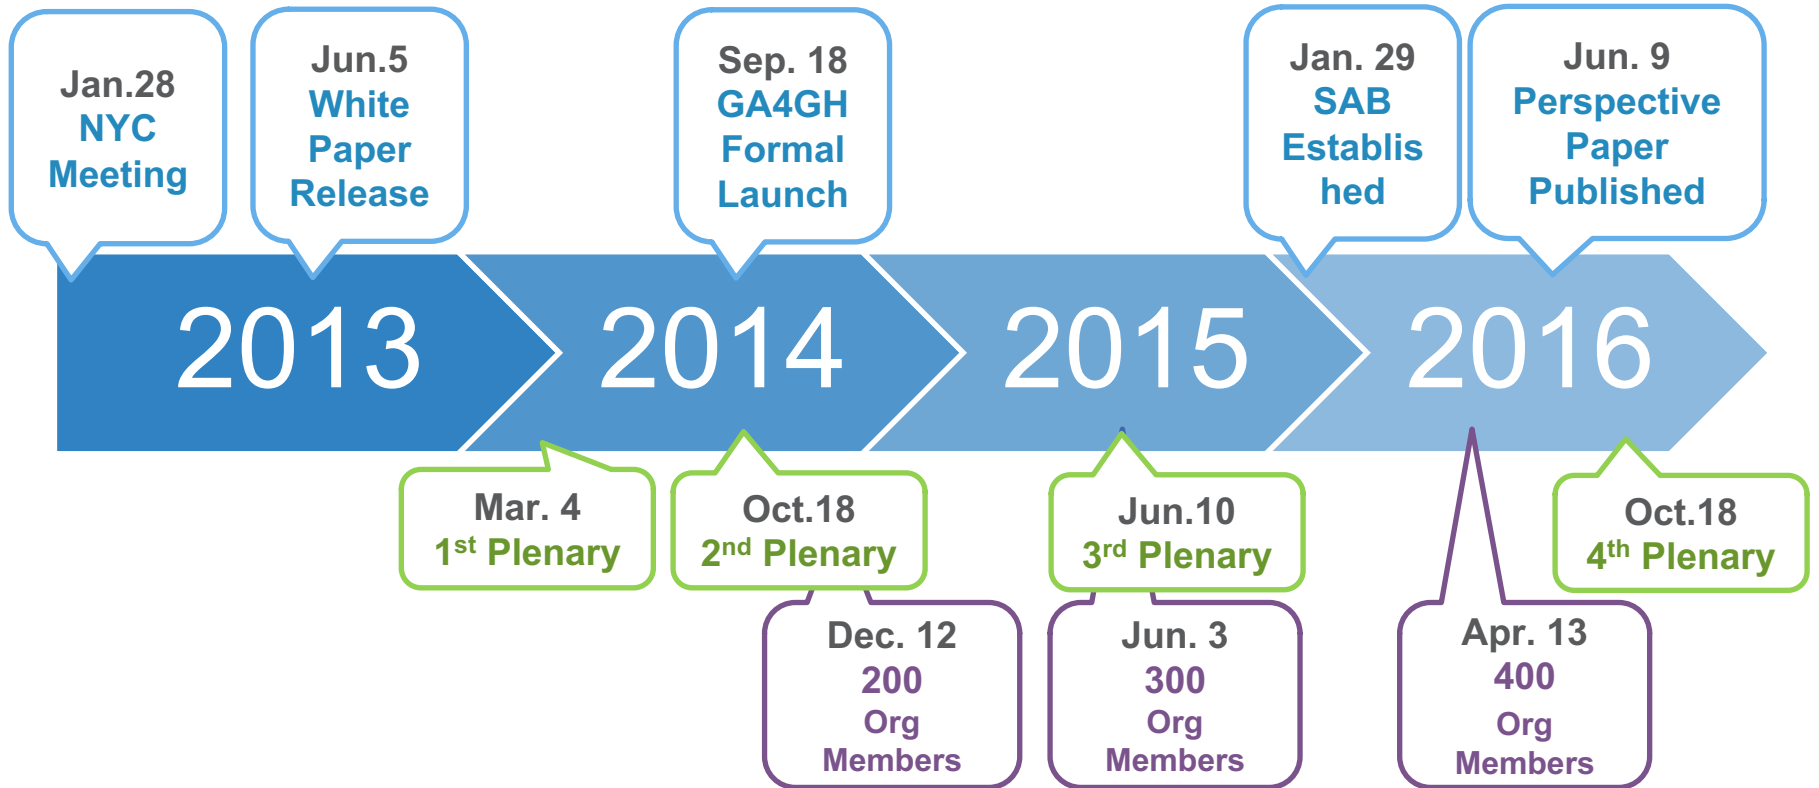 Jan.28
NYC
Meeting
Jun.5
White
Paper
Release
Sep. 18
GA4GH
Formal
Launch
Jan. 29
SAB
Establis
hed
Jun. 9
Perspective
Paper
Published
2013
2014
2015
2016
Mar. 4
1st Plenary
Oct.18
2nd Plenary
Jun.10
3rd Plenary
Oct.18
4th Plenary
Dec. 12
200
Org
Members
Jun. 3
300
Org
Members
Apr. 13
400
Org
Members